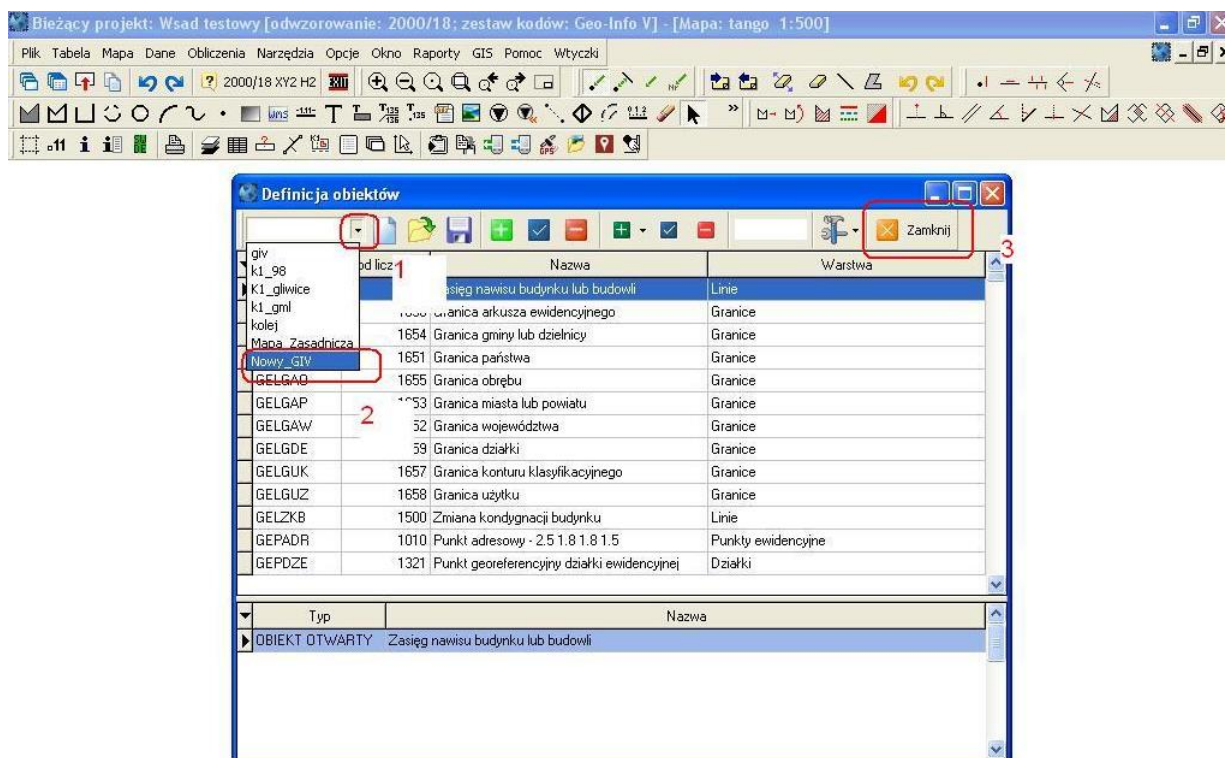 Bieżący projekt: Wsad testowy [odwzorowanie: 2000/18; zestaw kodów: Geo-Info V] - [Mapa: tango 1:500]
Plik Tabela Mapa Dane Obliczenia Narzędzia Opcje Okno Raporty GIS Pomoc Wtyczki
2000/18 XY2 H2
Definicja obiektów
Zamknij
1
2
3
giv
k1_98
K1_gliwice
k1_gml
kolej
Mapa_Zasadnicza
Nowy_GIV
Nazwa Warstwa
Zasięg nawisu budynku lub budowli Linie
Granica arkusza ewidencyjnego Granice
1654 Granica gminy lub dzielnicy Granice
1651 Granica państwa Granice
GELGAO 1655 Granica obrębu Granice
GELGAP Granica miasta lub powiatu Granice
GELGAW 52 Granica województwa Granice
GELGDE 59 Granica działki Granice
GELGUK 1657 Granica konturu klasyfikacyjnego Granice
GELGUZ 1658 Granica użytku Granice
GELZKB 1500 Zmiana kondygnacji budynku Linie
GEPADR 1010 Punkt adresowy - 2.5 1.8 1.8 1.5 Punkty ewidencyjne
GEPDZE 1321 Punkt georeferencyjny działki ewidencyjnej Działki
Typ Nazwa
OBIEKT OTWARTY Zasięg nawisu budynku lub budowli